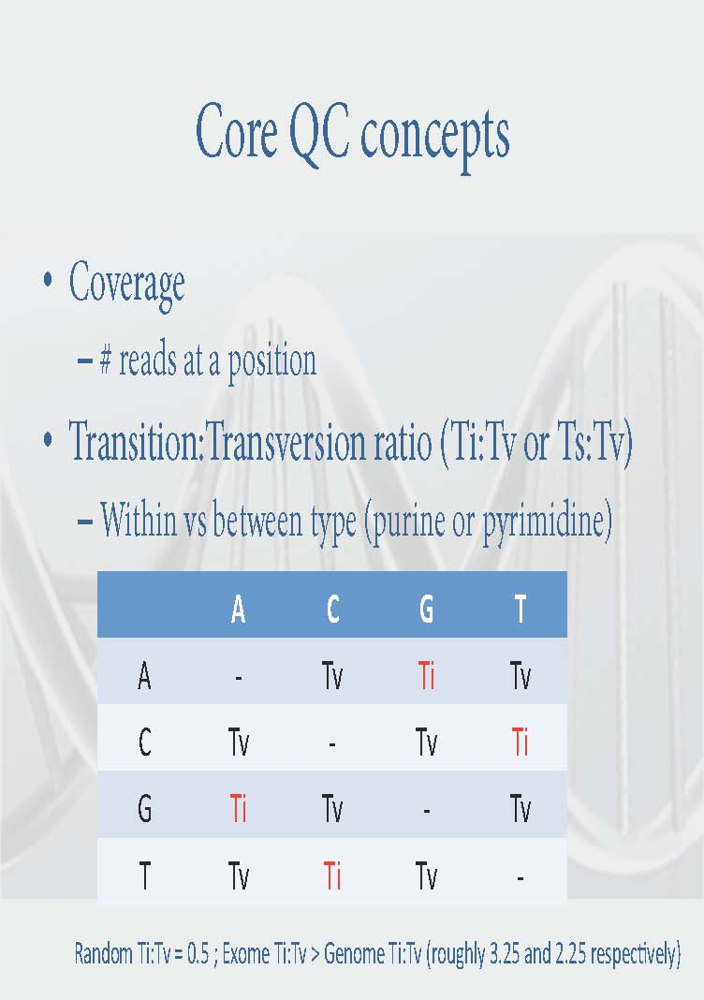 Core QC concepts
• Coverage
– # reads at a position
• Transition:Transversion ratio (Ti:Tv or Ts:Tv)
– Within vs between type (purine or pyrimidine)
A C G T
A - Tv Ti Tv
C Tv - Tv Ti
G Ti Tv - Tv
T Tv Ti Tv -
Random Ti:Tv = 0.5 ; Exome Ti:Tv > Genome Ti:Tv (roughly 3.25 and 2.25 respectively)